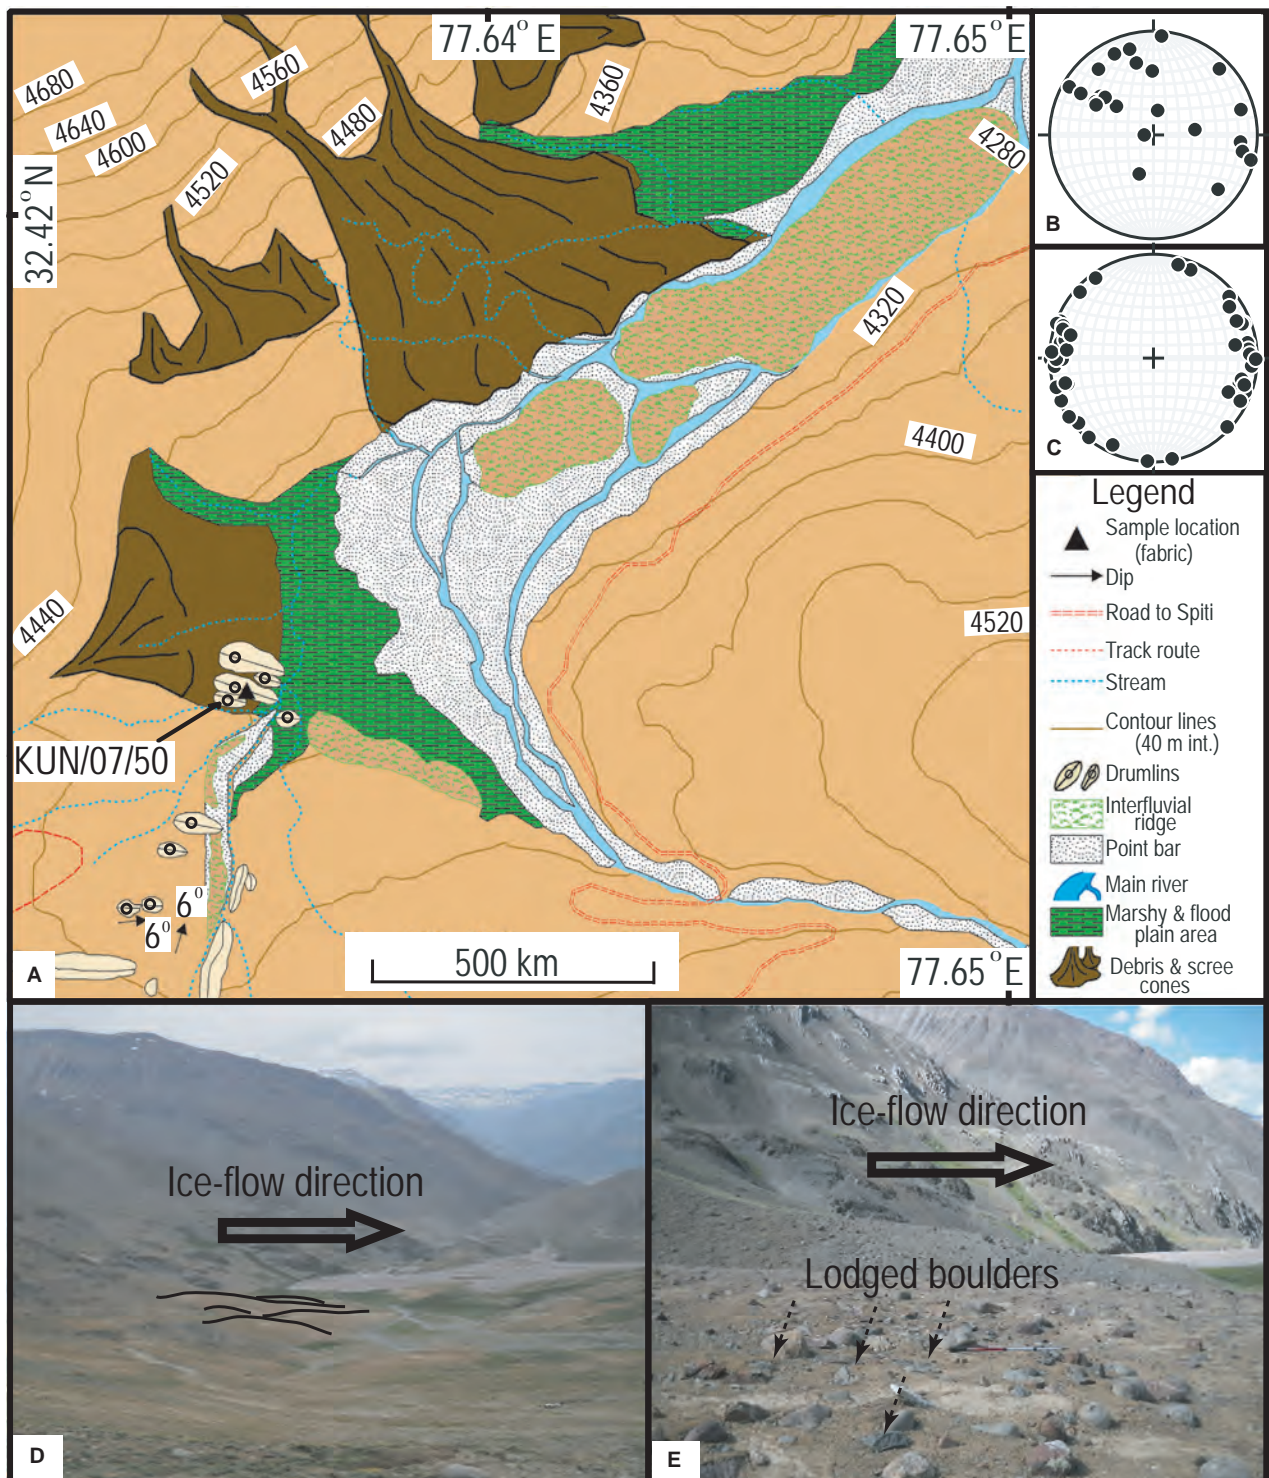 77.64° E
77.65° E
4680
4560
4640
4480
4360
4600
4520
4280
32.42° N
4320
4400
4520
4440
KUN/07/50
6°
6°
500 km
77.65° E
A
B
C
Legend
Sample location
(fabric)
Dip
Road to Spiti
Track route
Stream
Contour lines
(40 m int.)
Drumlins
Interfluvial
ridge
Point bar
Main river
Marshy & flood
plain area
Debris & scree
cones
Ice-flow direction
D
Ice-flow direction
Lodged boulders
E